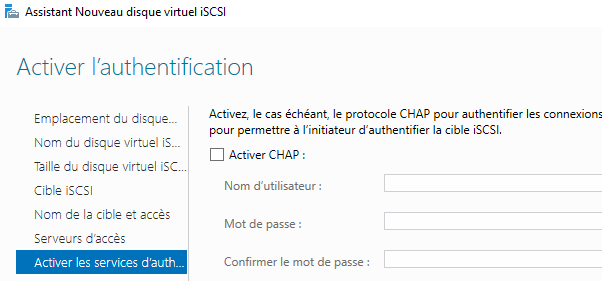 Assistant Nouveau disque virtuel iSCSI
Activer l'authentification
Emplacement du disque...
Nom du disque virtuel iS...
Taille du disque virtuel iSC...
Cible iSCSI
Nom de la cible et accès
Serveurs d'accès
Activer les services d'auth...
Activez, le cas échéant, le protocole CHAP pour authentifier les connexions
pour permettre à l'initiateur d'authentifier la cible iSCSI.
Activer CHAP :
Nom d'utilisateur :
Mot de passe :
Confirmer le mot de passe :